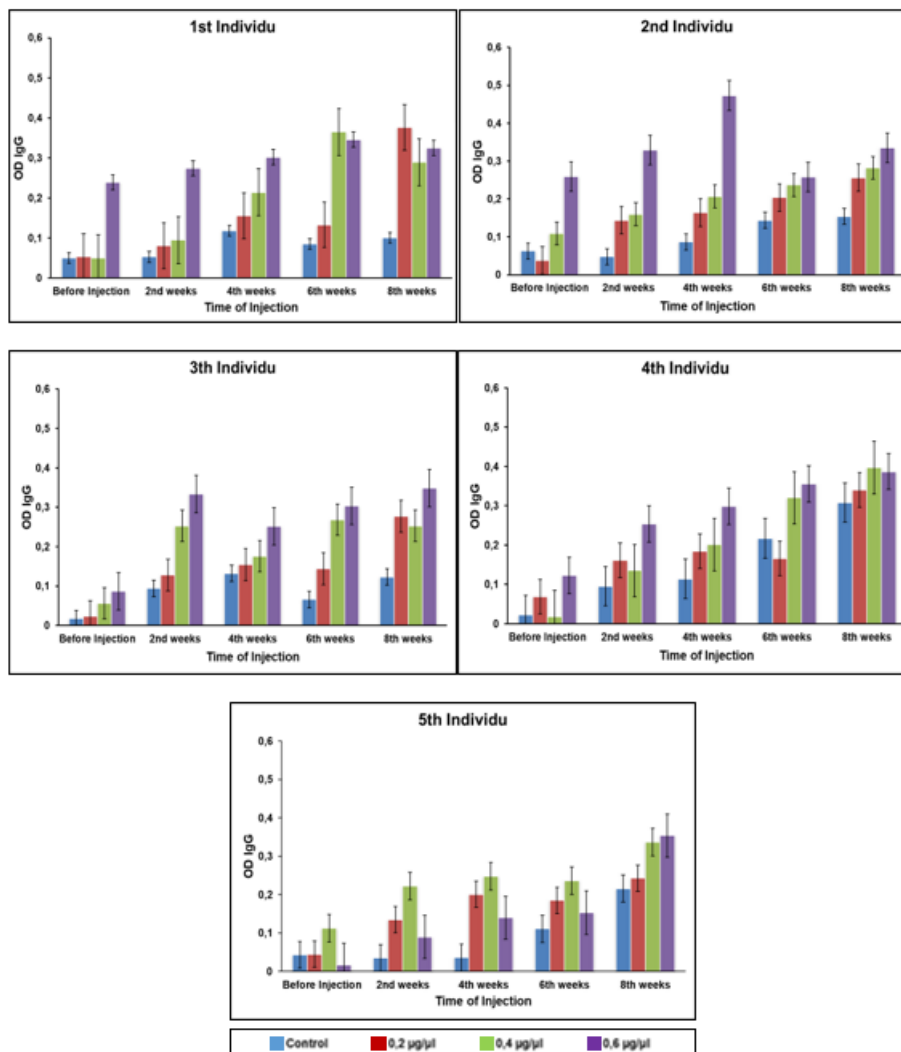 1st Individu
0,6
0,5
0,4
0,3
0,2
0,1
0
OD IgG
Before Injection 2nd weeks 4th weeks 6th weeks 8th weeks
Time of Injection
2nd Individu
0,6
0,5
0,4
0,3
0,2
0,1
0
OD IgG
Before Injection 2nd weeks 4th weeks 6th weeks 8th weeks
Time of Injection
3th Individu
0,6
0,5
0,4
0,3
0,2
0,1
0
OD IgG
Before Injection 2nd weeks 4th weeks 6th weeks 8th weeks
Time of Injection
4th Individu
0,6
0,5
0,4
0,3
0,2
0,1
0
OD IgG
Before Injection 2nd weeks 4th weeks 6th weeks 8th weeks
Time of Injection
5th Individu
0,6
0,5
0,4
0,3
0,2
0,1
0
OD IgG
Before Injection 2nd weeks 4th weeks 6th weeks 8th weeks
Time of Injection
Control 0,2 µg/µl 0,4 µg/µl 0,6 µg/µl